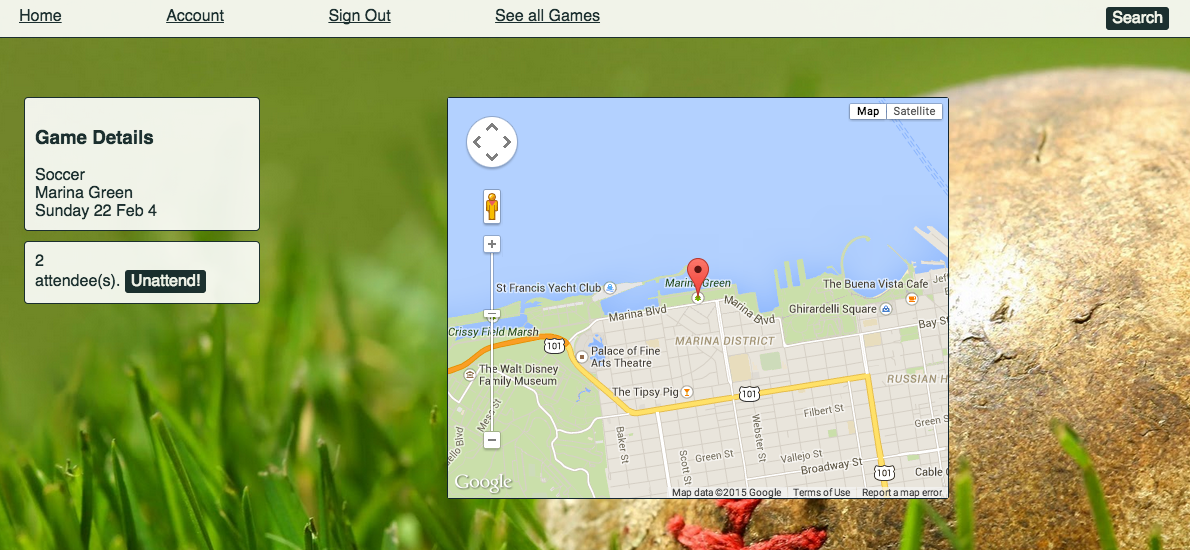 Home Account Sign Out See all Games Search
Game Details
Soccer
Marina Green
Sunday 22 Feb 4
2
attendee(s). Unattend!
Map Satellite
St Francis Yacht Club
Marina Green
The Buena Vista Cafe
Jeff
Marina Blvd
Marina Blvd
Ghirardelli Square
Bay St
Crissy Field Marsh
101
MARINA DISTRICT
Palace of Fine
Arts Theatre
The Walt Disney
Family Museum
RUSSIAN H
The Tipsy Pig
101
Mesa St
Filbert St
Green St
Baker St
Webster St
Scott St
Green St
Vallejo St
Broadway St
101
Cable
Google
Map data ©2015 Google Terms of Use Report a map error